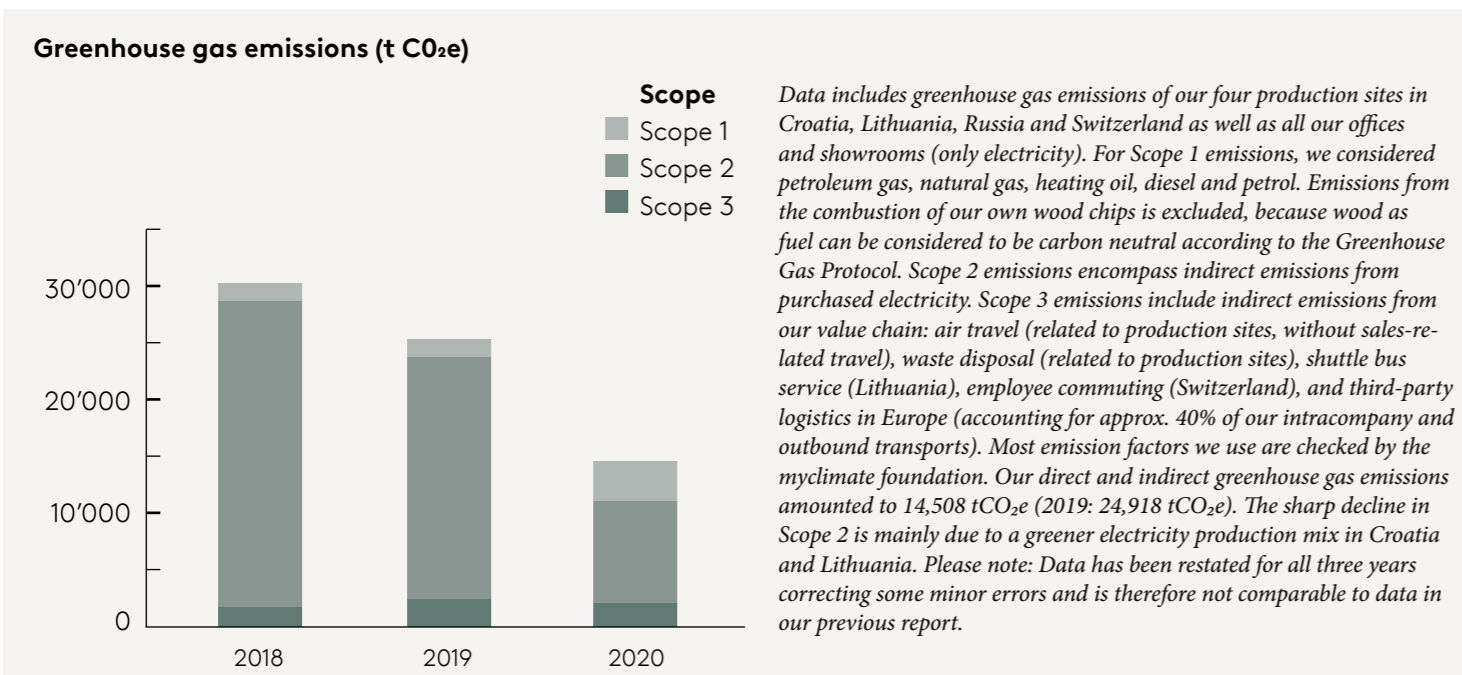 Greenhouse gas emissions (t C0₂e)
Scope
Scope 1
Scope 2
Scope 3
30’000
20’000
10’000
0
2018
2019
2020
Data includes greenhouse gas emissions of our four production sites in
Croatia, Lithuania, Russia and Switzerland as well as all our offices
and showrooms (only electricity). For Scope 1 emissions, we considered
petroleum gas, natural gas, heating oil, diesel and petrol. Emissions from
the combustion of our own wood chips is excluded, because wood as
fuel can be considered to be carbon neutral according to the Greenhouse
Gas Protocol. Scope 2 emissions encompass indirect emissions from
purchased electricity. Scope 3 emissions include indirect emissions from
our value chain: air travel (related to production sites, without sales-re-
lated travel), waste disposal (related to production sites), shuttle bus
service (Lithuania), employee commuting (Switzerland), and third-party
logistics in Europe (accounting for approx. 40% of our intracompany and
outbound transports). Most emission factors we use are checked by the
myclimate foundation. Our direct and indirect greenhouse gas emissions
amounted to 14,508 tCO₂e (2019: 24,918 tCO₂e). The sharp decline in
Scope 2 is mainly due to a greener electricity production mix in Croatia
and Lithuania. Please note: Data has been restated for all three years
correcting some minor errors and is therefore not comparable to data in
our previous report.